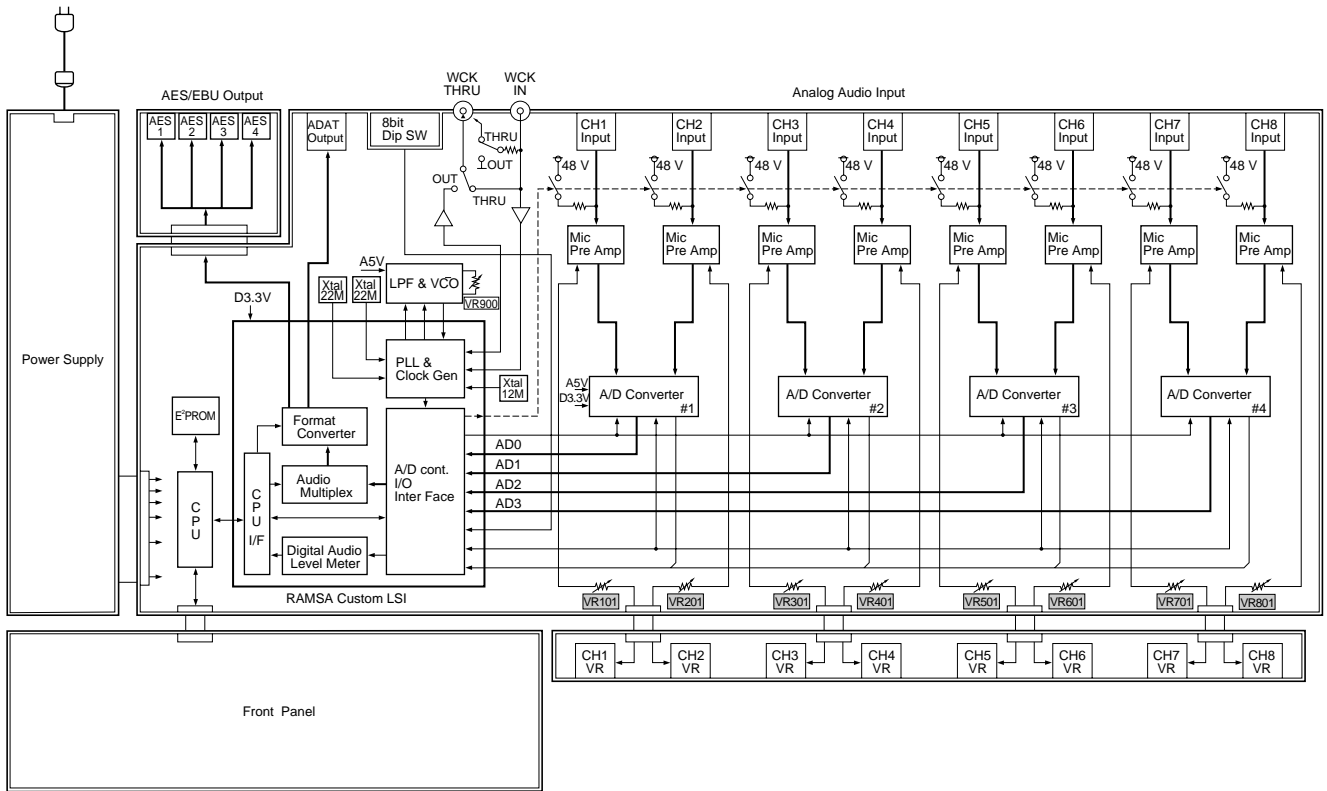 WCK
THRU
WCK
IN
AES/EBU Output
Analog Audio Input
AES
1
AES
2
AES
3
AES
4
ADAT
Output
8bit
Dip SW
THRU
OUT
OUT
THRU
CH1
Input
CH2
Input
CH3
Input
CH4
Input
CH5
Input
CH6
Input
CH7
Input
CH8
Input
48 V
48 V
48 V
48 V
48 V
48 V
48 V
48 V
Mic
Pre Amp
Mic
Pre Amp
Mic
Pre Amp
Mic
Pre Amp
Mic
Pre Amp
Mic
Pre Amp
Mic
Pre Amp
Mic
Pre Amp
A5V
Xtal
22M
Xtal
22M
LPF & VCO
VR900
D3.3V
Power Supply
PLL &
Clock Gen
Xtal
12M
A5V
D3.3V
A/D Converter
#1
A/D Converter
#2
A/D Converter
#3
A/D Converter
#4
E²PROM
Format
Converter
AD0
AD1
AD2
AD3
A/D cont.
I/O
Inter Face
Audio
Multiplex
CPU
CPU
I/F
Digital Audio
Level Meter
RAMSA Custom LSI
VR101
VR201
VR301
VR401
VR501
VR601
VR701
VR801
CH1
VR
CH2
VR
CH3
VR
CH4
VR
CH5
VR
CH6
VR
CH7
VR
CH8
VR
Front Panel